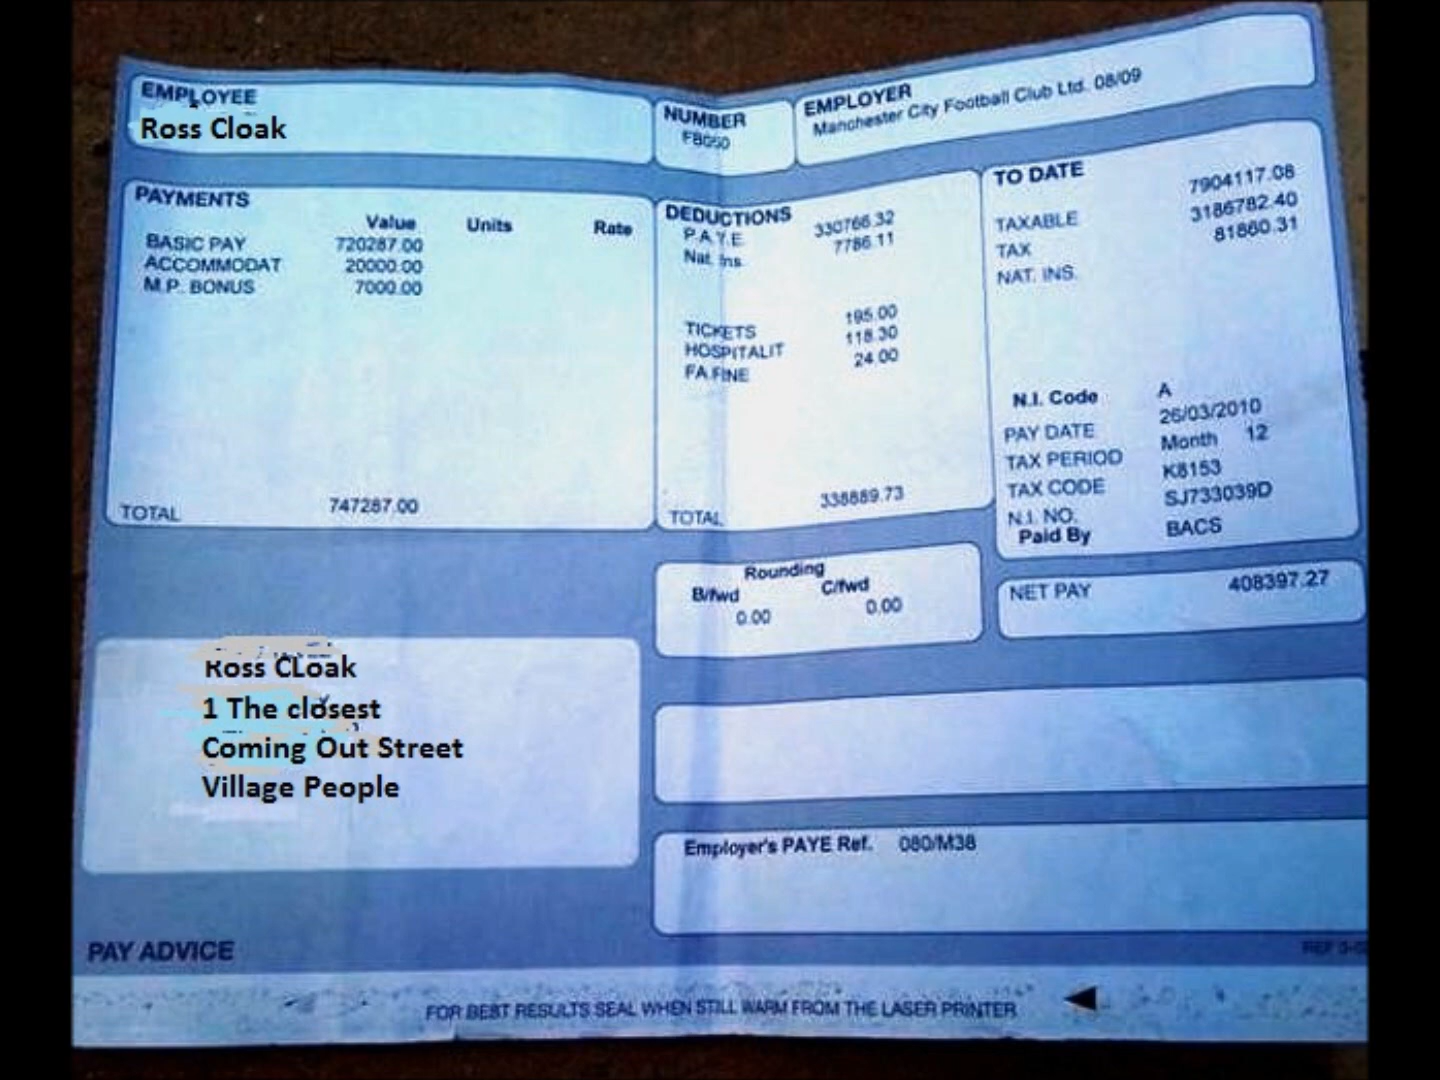 EMPLOYEE
Ross Cloak
NUMBER
FB050
EMPLOYER
Manchester City Football Club Ltd. 08/09
PAYMENTS
Value Units Rate
BASIC PAY 720287.00
ACCOMMODAT 20000.00
M.P. BONUS 7000.00
TOTAL 747287.00
DEDUCTIONS
P.A.Y.E. 330766.32
Nat. Ins. 7786.11
TICKETS 195.00
HOSPITALIT 118.30
FA FINE 24.00
TOTAL 338889.73
TO DATE
TAXABLE 7904117.08
TAX 3186782.40
NAT. INS. 81860.31
N.I. Code A
PAY DATE 26/03/2010
TAX PERIOD Month 12
TAX CODE K8153
N.I. NO. SJ733039D
Paid By BACS
Rounding
B/fwd C/fwd
0.00 0.00
NET PAY 408397.27
Ross CLoak
1 The closest
Coming Out Street
Village People
Employer's PAYE Ref. 080/M38
PAY ADVICE
FOR BEST RESULTS SEAL WHEN STILL WARM FROM THE LASER PRINTER